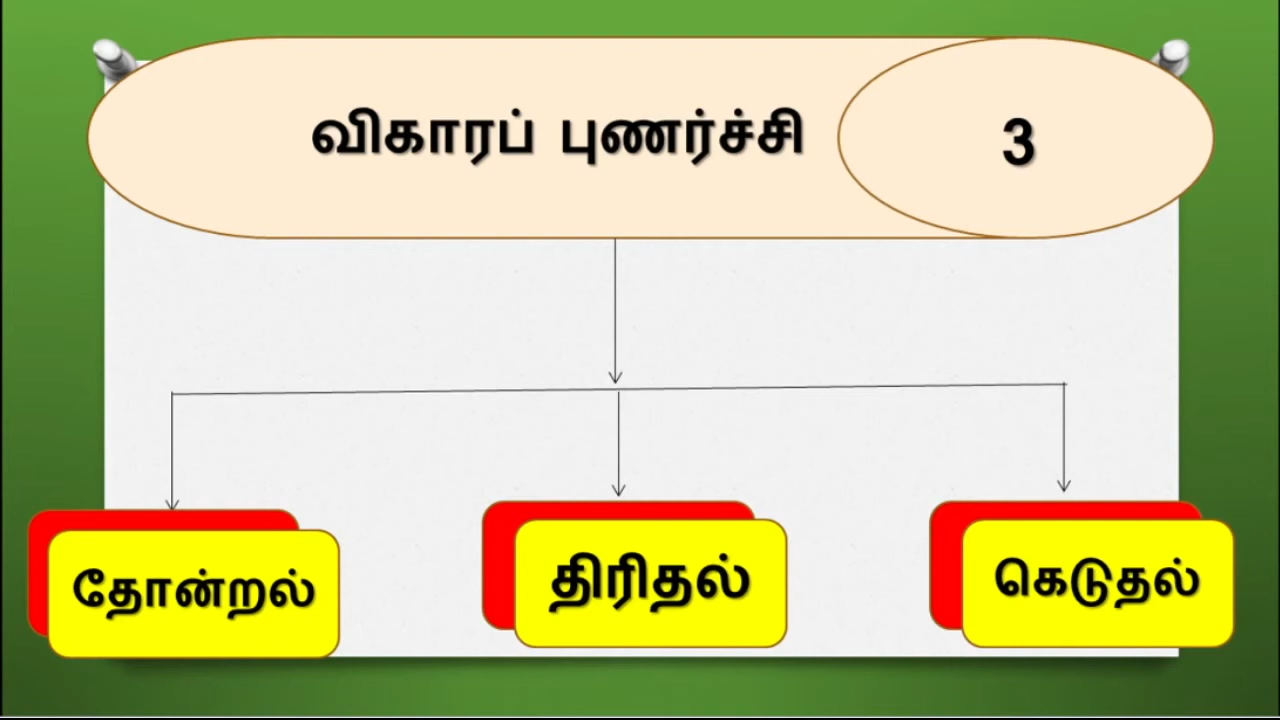 விகாரப் புணர்ச்சி
3
தோன்றல்
திரிதல்
கெடுதல்